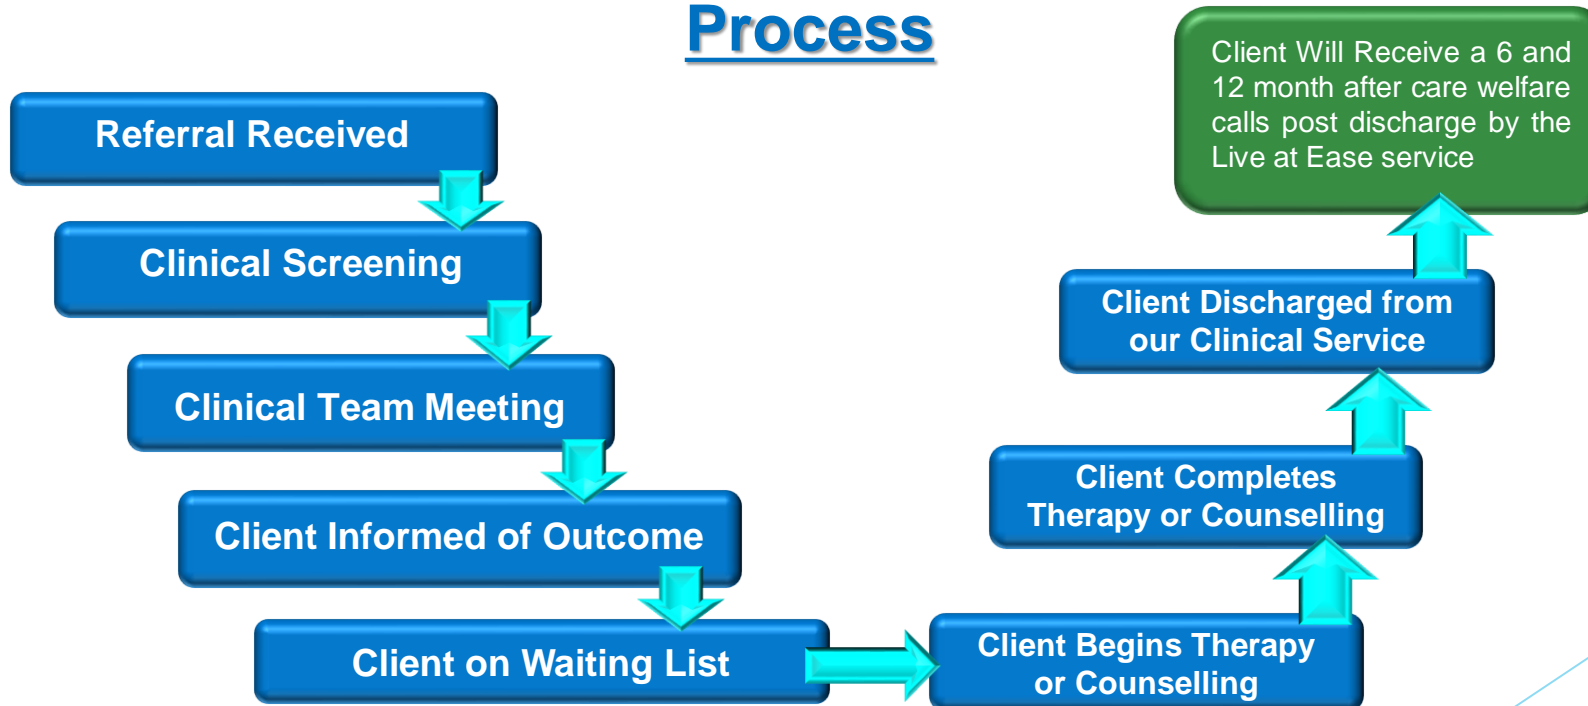 Process
Referral Received
Clinical Screening
Clinical Team Meeting
Client Informed of Outcome
Client on Waiting List
Client Begins Therapy
or Counselling
Client Completes
Therapy or Counselling
Client Discharged from
our Clinical Service
Client Will Receive a 6 and
12 month after care welfare
calls post discharge by the
Live at Ease service